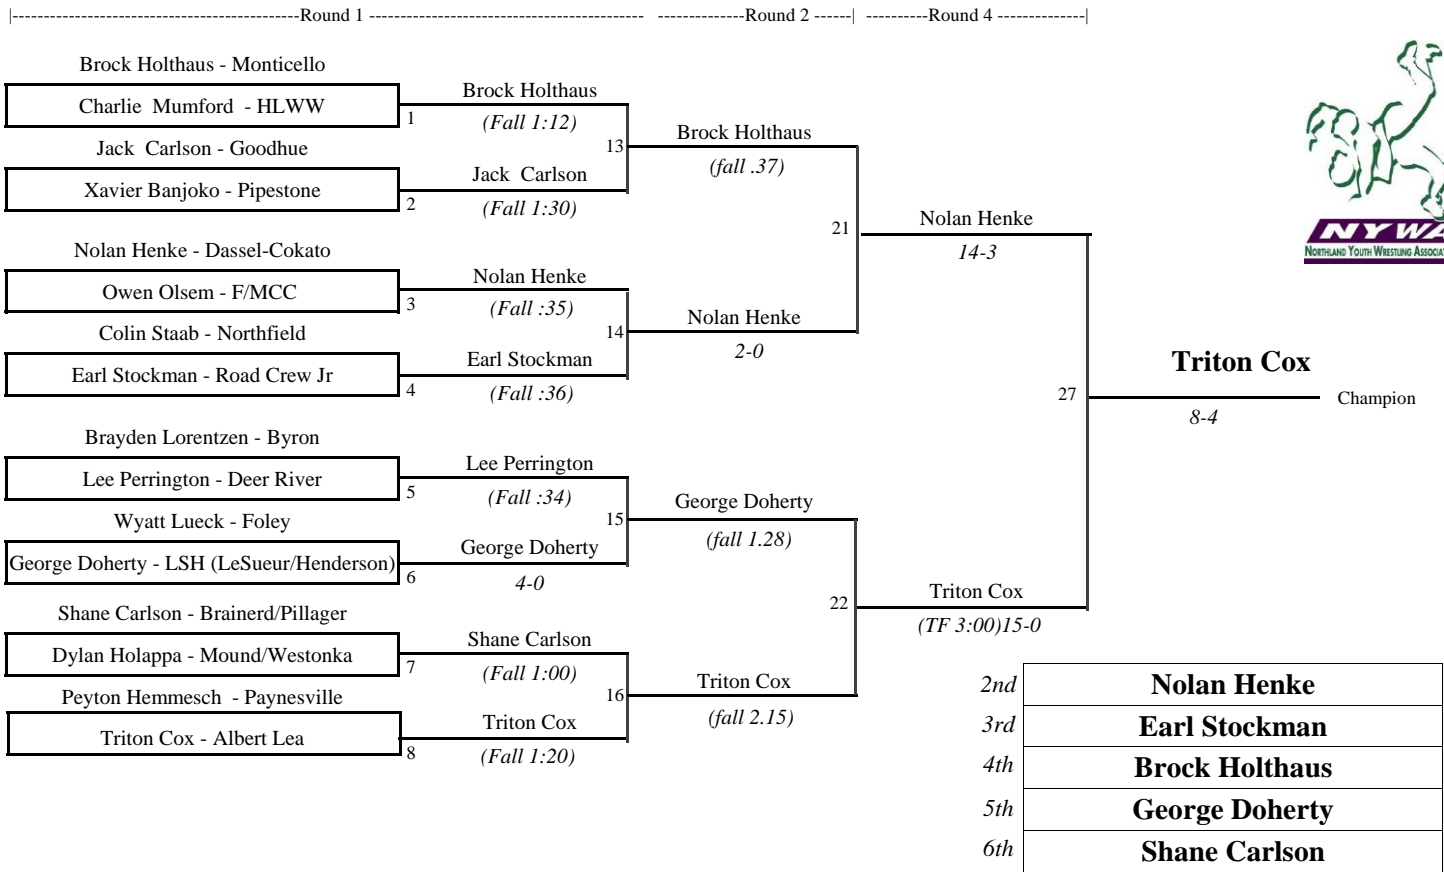 |----------------------------------------------Round 1 -------------------------------------------- --------------Round 2 ------| ----------Round 4 --------------|
Brock Holthaus - Monticello
Charlie  Mumford  - HLWW
1
Brock Holthaus
(Fall 1:12)
Jack  Carlson - Goodhue
Xavier Banjoko - Pipestone
2
Jack  Carlson
(Fall 1:30)
13
Brock Holthaus
(fall .37)
Nolan Henke - Dassel-Cokato
Owen Olsem - F/MCC
3
Nolan Henke
(Fall :35)
Colin Staab - Northfield
Earl Stockman - Road Crew Jr
4
Earl Stockman
(Fall :36)
14
Nolan Henke
2-0
21
Nolan Henke
14-3
Brayden Lorentzen - Byron
Lee Perrington - Deer River
5
Lee Perrington
(Fall :34)
Wyatt Lueck - Foley
George Doherty - LSH (LeSueur/Henderson)
6
George Doherty
4-0
15
George Doherty
(fall 1.28)
Shane Carlson - Brainerd/Pillager
Dylan Holappa - Mound/Westonka
7
Shane Carlson
(Fall 1:00)
Peyton Hemmesch  - Paynesville
Triton Cox - Albert Lea
8
Triton Cox
(Fall 1:20)
16
Triton Cox
(fall 2.15)
22
Triton Cox
(TF 3:00)15-0
27
Triton Cox
8-4
Champion
NYWA
NORTHLAND YOUTH WRESTLING
2nd Nolan Henke
3rd Earl Stockman
4th Brock Holthaus
5th George Doherty
6th Shane Carlson